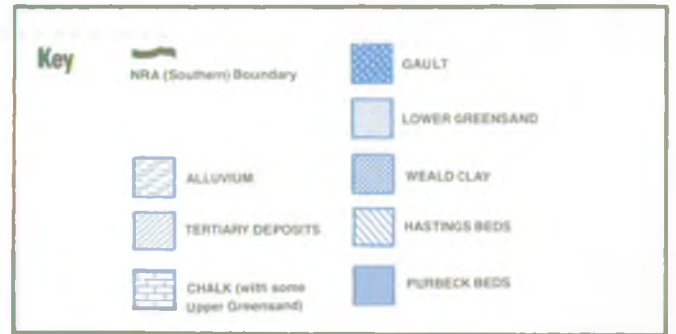 Key
NRA (Southern) Boundary
ALLUVIUM
TERTIARY DEPOSITS
CHALK (with some
Upper Greensand)
GAULT
LOWER GREENSAND
WEALD CLAY
HASTINGS BEDS
PURBECK BEDS